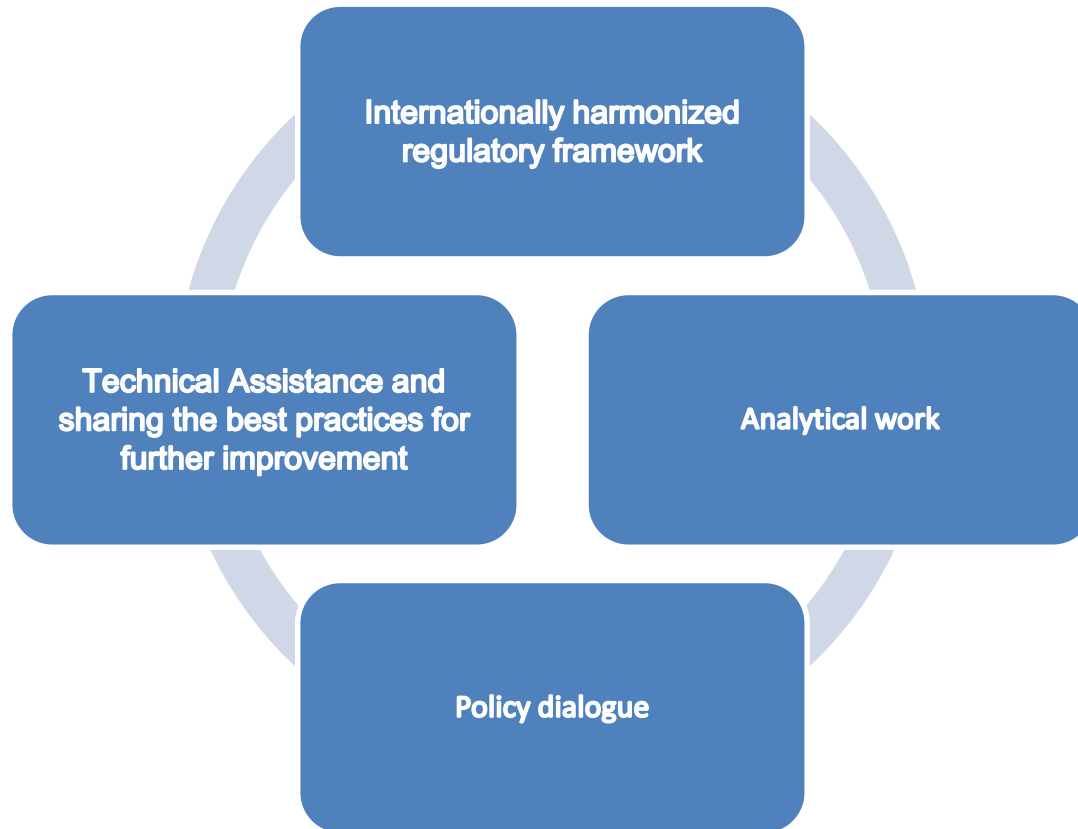 Internationally harmonized
regulatory framework
Technical Assistance and
sharing the best practices for
further improvement
Analytical work
Policy dialogue